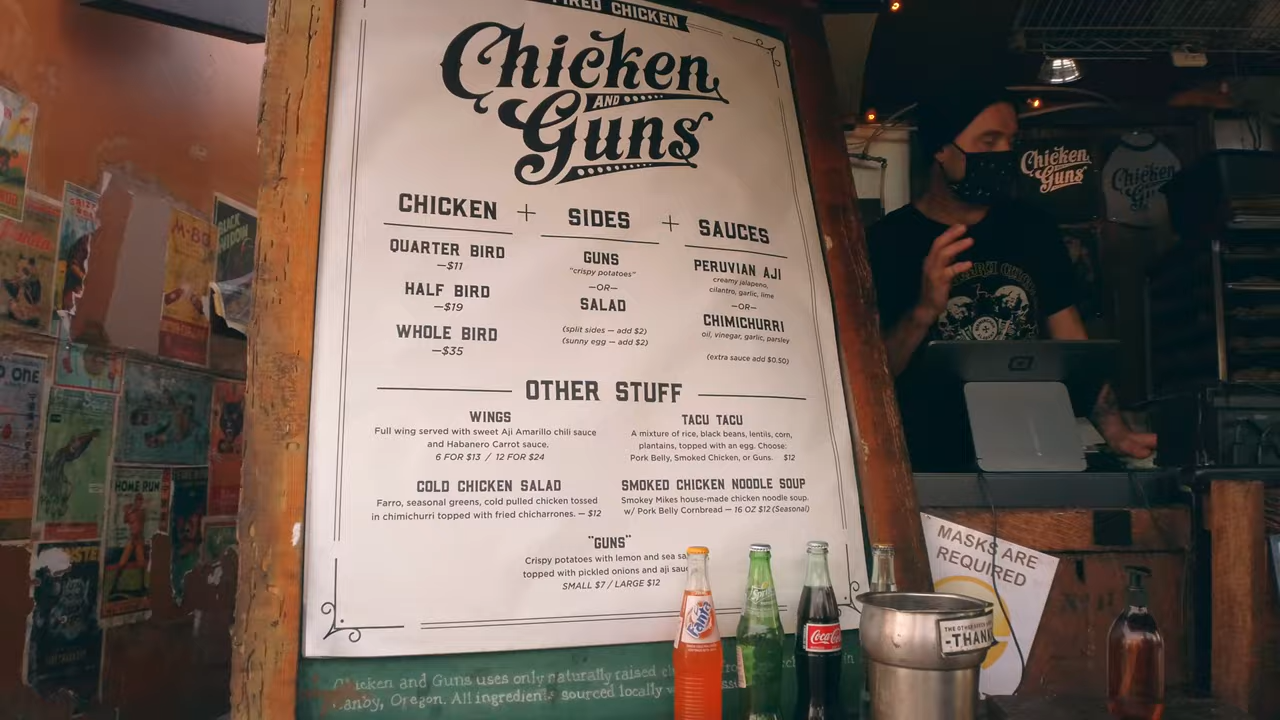 FIRED CHICKEN
Chicken
AND
Guns
CHICKEN + SIDES + SAUCES
QUARTER BIRD
—$11
HALF BIRD
—$19
WHOLE BIRD
—$35
GUNS
"crispy potatoes"
—OR—
SALAD
(split sides — add $2)
(sunny egg — add $2)
PERUVIAN AJI
creamy jalapeno,
cilantro, garlic, lime
—OR—
CHIMICHURRI
oil, vinegar, garlic, parsley
(extra sauce add $0.50)
OTHER STUFF
WINGS
Full wing served with sweet Aji Amarillo chili sauce
and Habanero Carrot sauce.
6 FOR $13 / 12 FOR $24
TACU TACU
A mixture of rice, black beans, lentils, corn,
plantains, topped with an egg. Choose:
Pork Belly, Smoked Chicken, or Guns. $12
COLD CHICKEN SALAD
Farro, seasonal greens, cold pulled chicken tossed
in chimichurri topped with fried chicharrones. — $12
SMOKED CHICKEN NOODLE SOUP
Smokey Mikes house-made chicken noodle soup.
w/ Pork Belly Cornbread — 16 OZ $12 (Seasonal)
"GUNS"
Crispy potatoes with lemon and sea
topped with pickled onions and aji
SMALL $7 / LARGE $12
Chicken and Guns uses only naturally raised
Canby, Oregon. All ingredients sourced locally
Fanta
Sprite
Coca-Cola
-THANK
MASKS ARE
REQUIRED
Chicken
Guns
Chicken
Guns
BLACK
WIDOW
M-80
HOME RUN